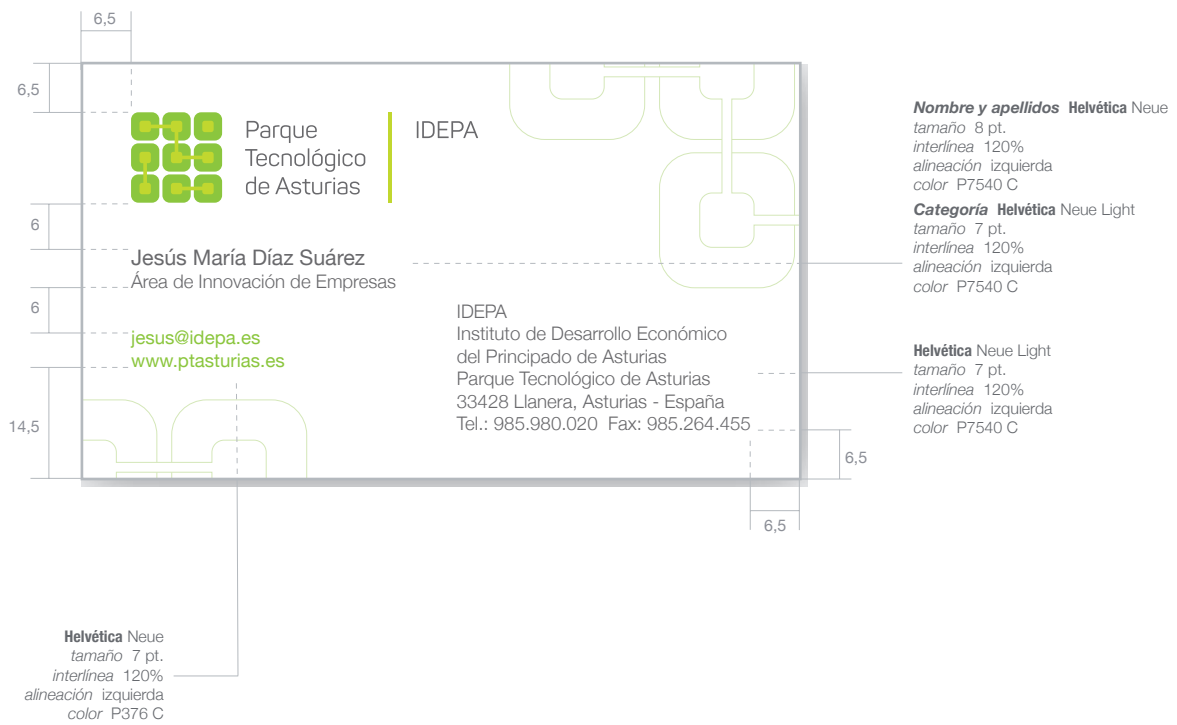 6,5
6,5
Parque
Tecnológico
de Asturias
IDEPA
6
Jesús María Díaz Suárez
Área de Innovación de Empresas
6
jesus@idepa.es
www.ptasturias.es
14,5
IDEPA
Instituto de Desarrollo Económico
del Principado de Asturias
Parque Tecnológico de Asturias
33428 Llanera, Asturias - España
Tel.: 985.980.020 Fax: 985.264.455
6,5
6,5
Nombre y apellidos Helvética Neue
tamaño 8 pt.
interlínea 120%
alineación izquierda
color P7540 C
Categoría Helvética Neue Light
tamaño 7 pt.
interlínea 120%
alineación izquierda
color P7540 C
Helvética Neue Light
tamaño 7 pt.
interlínea 120%
alineación izquierda
color P7540 C
Helvética Neue
tamaño 7 pt.
interlínea 120%
alineación izquierda
color P376 C